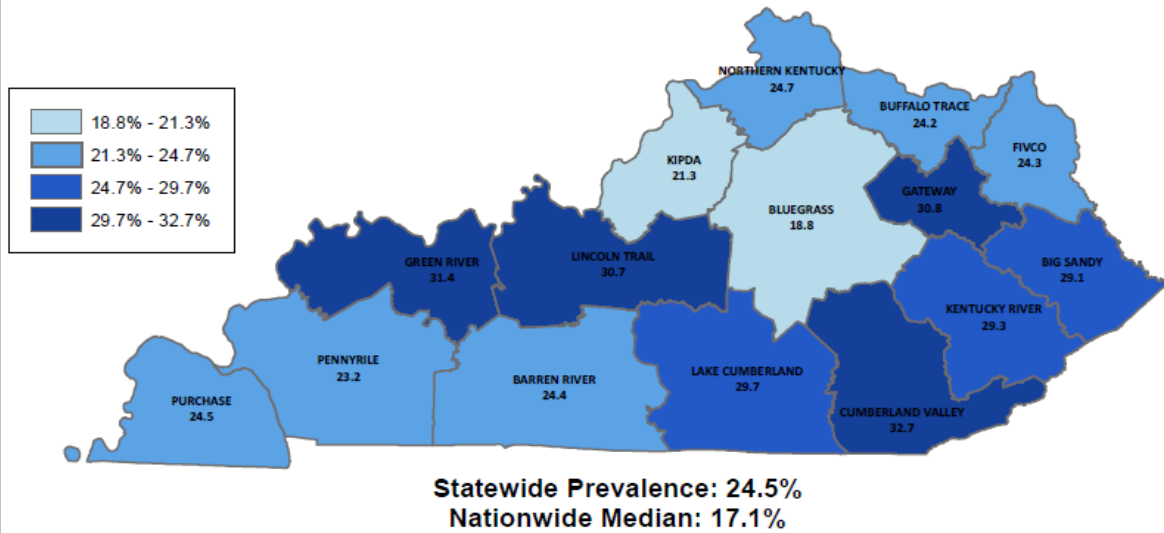 18.8% - 21.3%
21.3% - 24.7%
24.7% - 29.7%
29.7% - 32.7%
NORTHERN KENTUCKY
24.7
BUFFALO TRACE
24.2
FIVCO
24.3
KIPDA
21.3
GATEWAY
30.8
BLUEGRASS
18.8
GREEN RIVER
31.4
LINCOLN TRAIL
30.7
BIG SANDY
29.1
KENTUCKY RIVER
29.3
PENNYRILE
23.2
BARREN RIVER
24.4
LAKE CUMBERLAND
29.7
PURCHASE
24.5
CUMBERLAND VALLEY
32.7
Statewide Prevalence: 24.5%
Nationwide Median: 17.1%